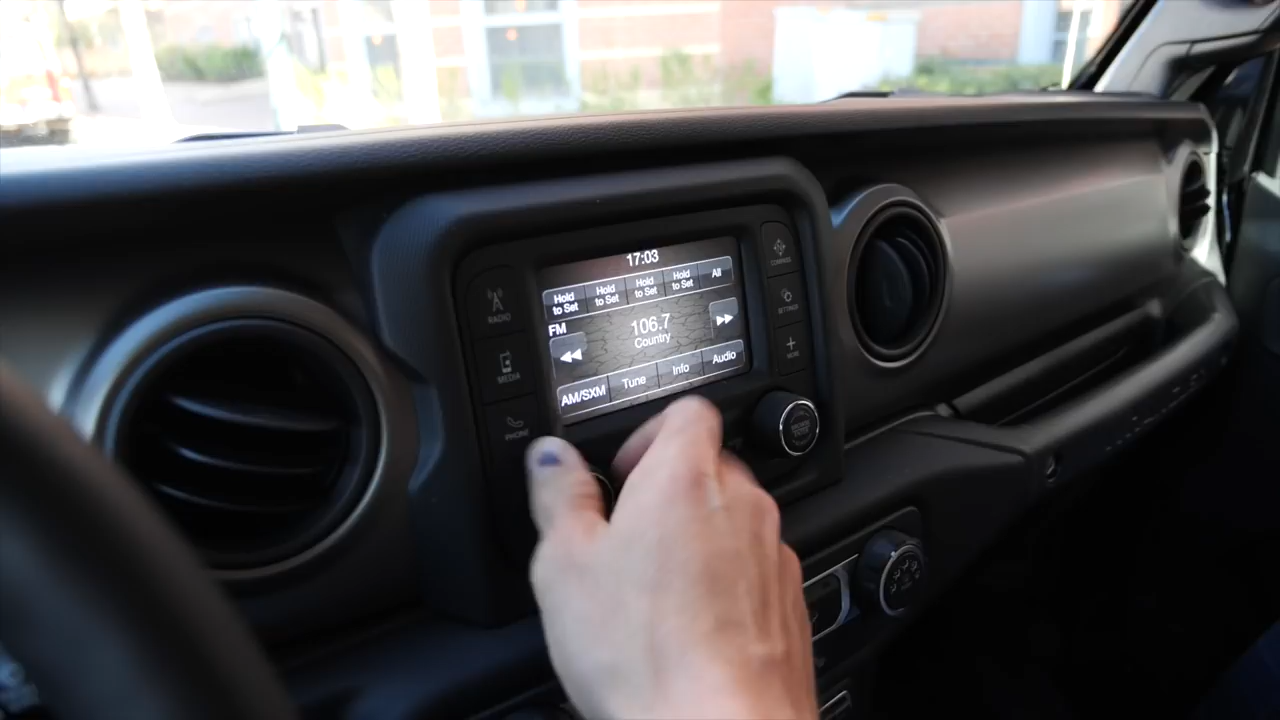 17:03
Hold
to Set
Hold
to Set
Hold
to Set
Hold
to Set
All
FM
106.7
Country
AM/SXM
Tune
Info
Audio
RADIO
MEDIA
PHONE
COMPASS
SETTINGS
MORE